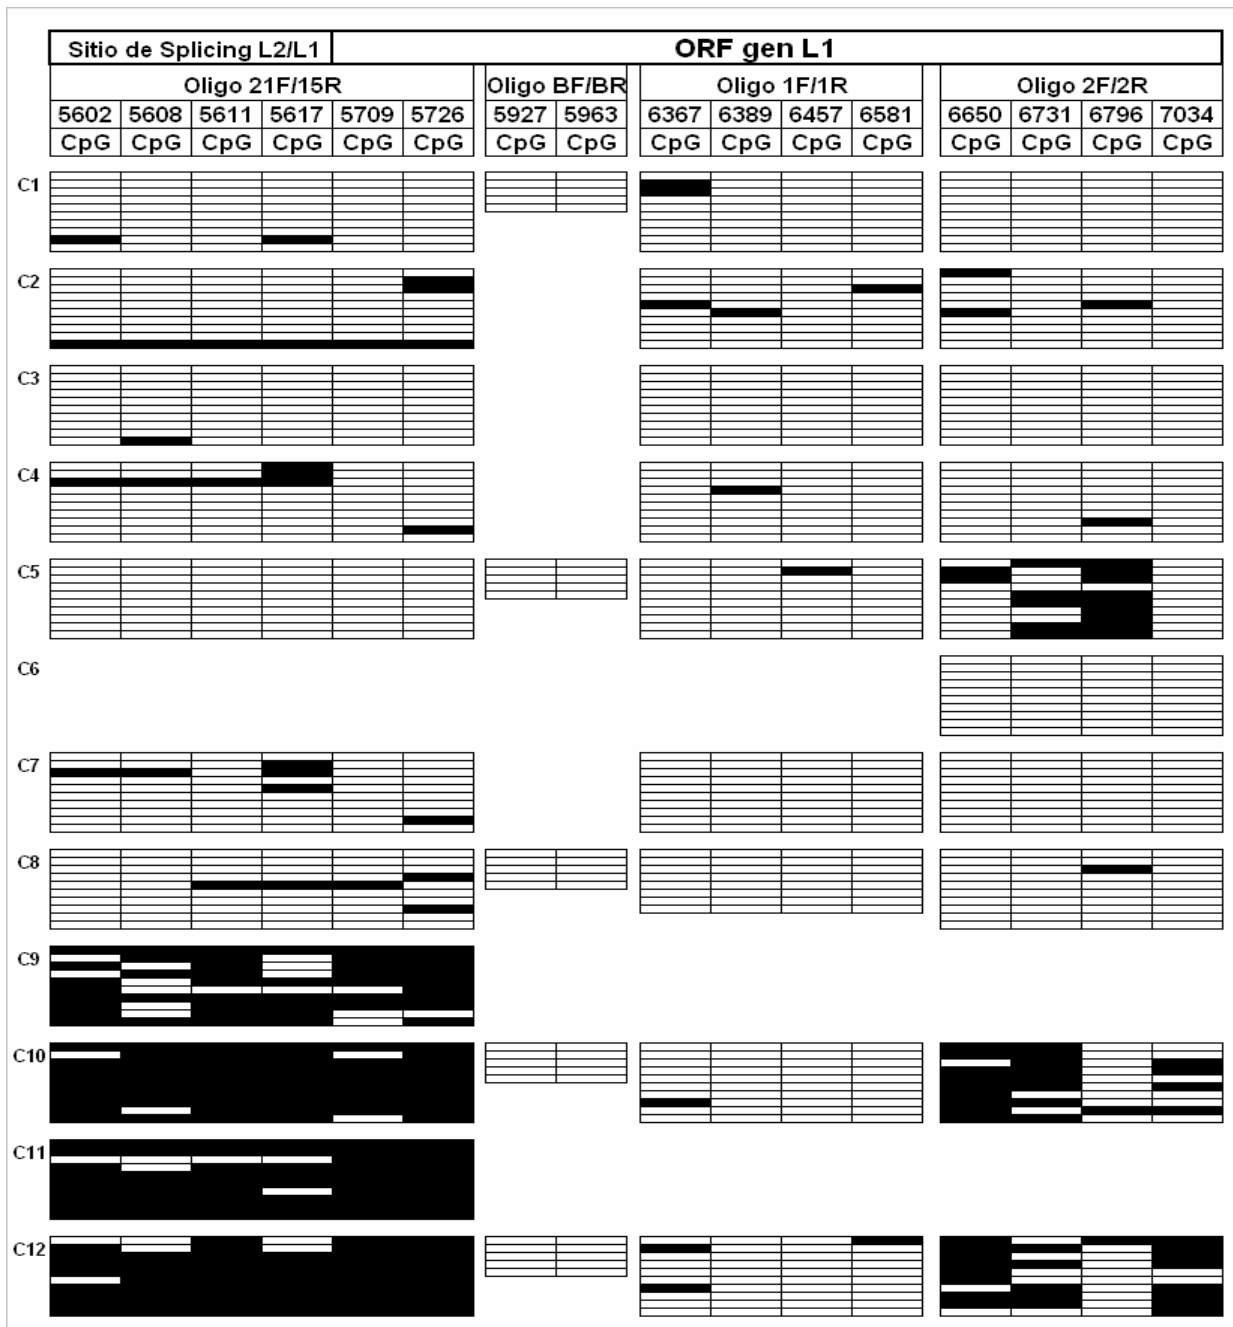 Sitio de Splicing L2/L1 ORF gen L1
Oligo 21F/15R Oligo BF/BR Oligo 1F/1R Oligo 2F/2R
5602 5608 5611 5617 5709 5726 5927 5963 6367 6389 6457 6581 6650 6731 6796 7034
CpG CpG CpG CpG CpG CpG CpG CpG CpG CpG CpG CpG CpG CpG CpG CpG
C1
C2
C3
C4
C5
C6
C7
C8
C9
C10
C11
C12